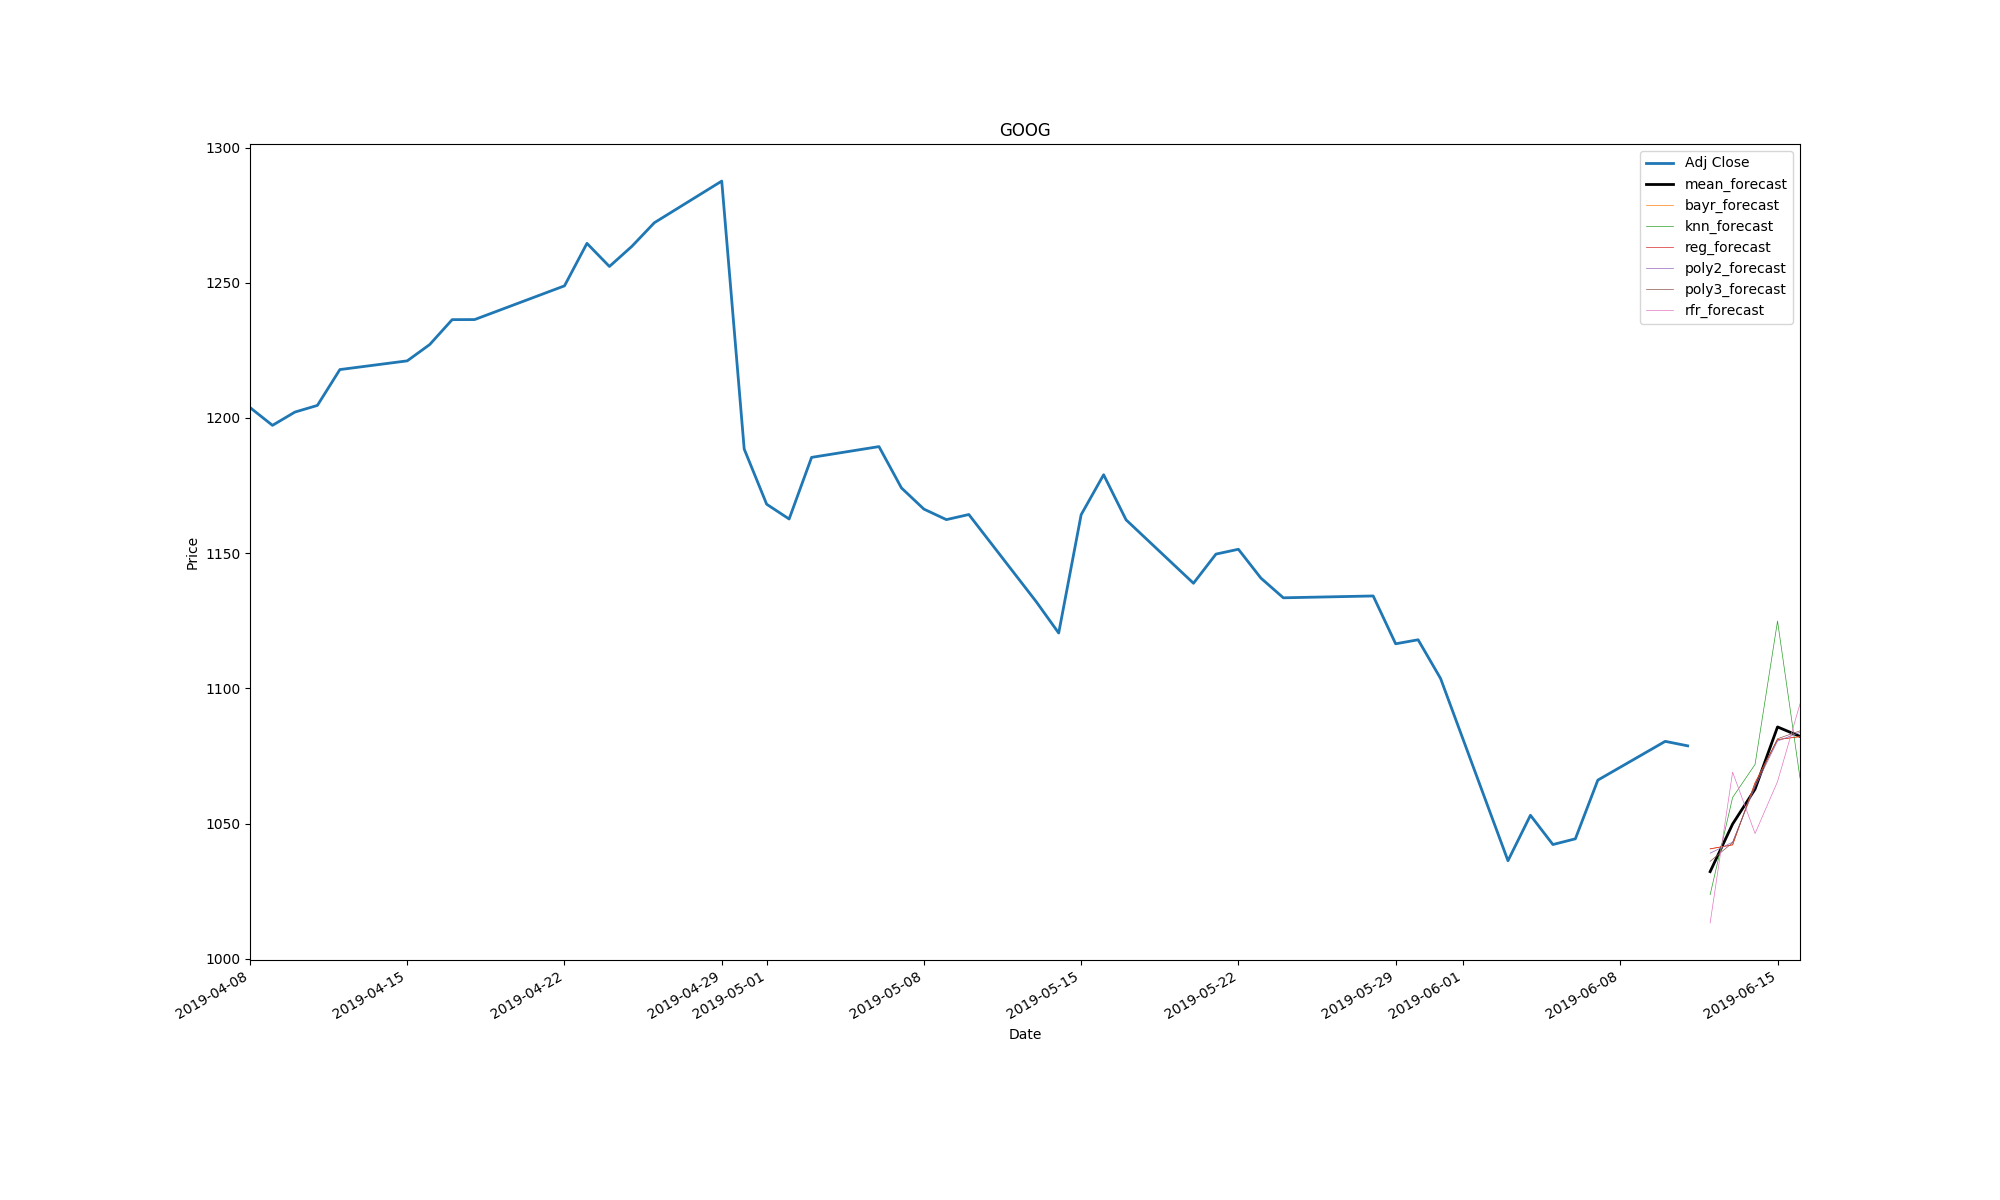 GOOG
1300
1250
1200
1150
1100
1050
1000
Price
Adj Close
mean_forecast
bayr_forecast
knn_forecast
reg_forecast
poly2_forecast
poly3_forecast
rfr_forecast
2019-04-08
2019-04-15
2019-04-22
2019-04-29
2019-05-01
2019-05-08
2019-05-15
2019-05-22
2019-05-29
2019-06-01
2019-06-08
2019-06-15
Date